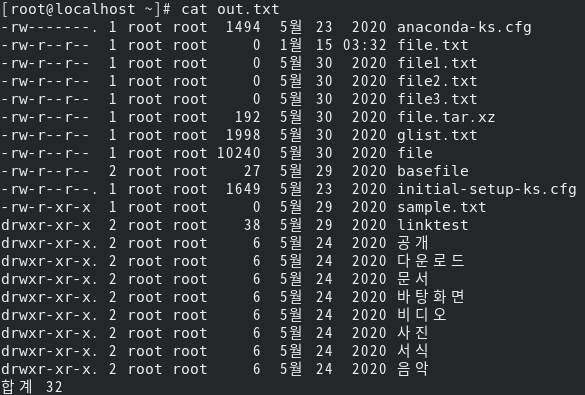 [root@localhost ~]# cat out.txt
-rw-------. 1 root root  1494  5월  23  2020 anaconda-ks.cfg
-rw-r--r--  1 root root     0  1월  15 03:32 file.txt
-rw-r--r--  1 root root     0  5월  30  2020 file1.txt
-rw-r--r--  1 root root     0  5월  30  2020 file2.txt
-rw-r--r--  1 root root     0  5월  30  2020 file3.txt
-rw-r--r--  1 root root   192  5월  30  2020 file.tar.xz
-rw-r--r--  1 root root  1998  5월  30  2020 glist.txt
-rw-r--r--  1 root root 10240  5월  30  2020 file
-rw-r--r--  2 root root    27  5월  29  2020 basefile
-rw-r--r--. 1 root root  1649  5월  23  2020 initial-setup-ks.cfg
-rw-r-xr-x  1 root root     0  5월  29  2020 sample.txt
drwxr-xr-x  2 root root    38  5월  29  2020 linktest
drwxr-xr-x. 2 root root     6  5월  24  2020 공개
drwxr-xr-x. 2 root root     6  5월  24  2020 다운로드
drwxr-xr-x. 2 root root     6  5월  24  2020 문서
drwxr-xr-x. 2 root root     6  5월  24  2020 바탕화면
drwxr-xr-x. 2 root root     6  5월  24  2020 비디오
drwxr-xr-x. 2 root root     6  5월  24  2020 사진
drwxr-xr-x. 2 root root     6  5월  24  2020 서식
drwxr-xr-x. 2 root root     6  5월  24  2020 음악
합계 32